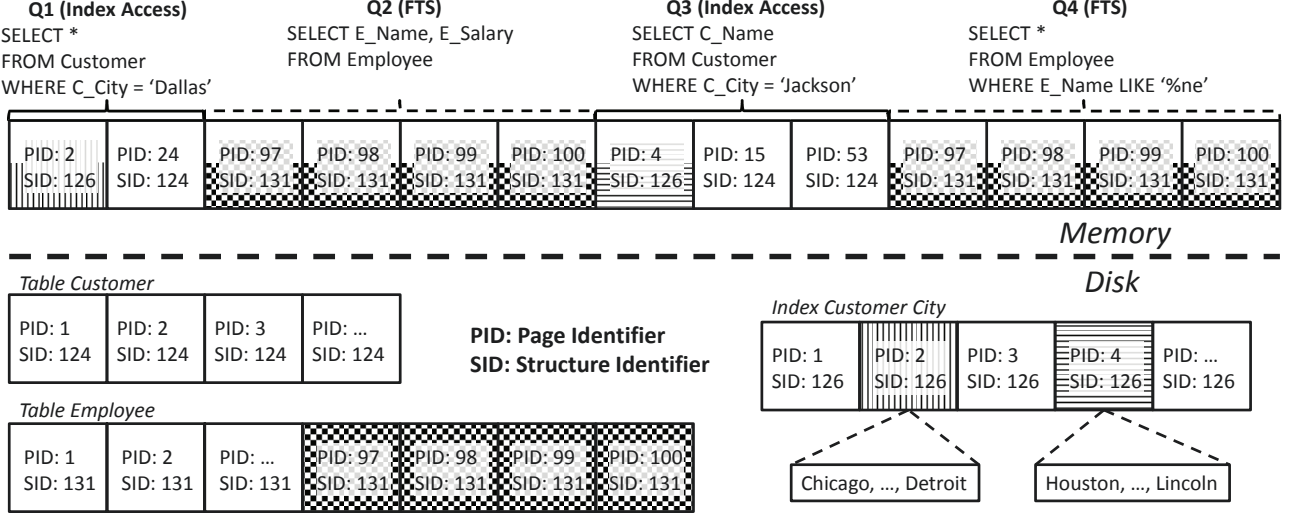 Q1 (Index Access)
SELECT *
FROM Customer
WHERE C_City = ‘Dallas’
Q2 (FTS)
SELECT E_Name, E_Salary
FROM Employee
Q3 (Index Access)
SELECT C_Name
FROM Customer
WHERE C_City = ‘Jackson’
Q4 (FTS)
SELECT *
FROM Employee
WHERE E_Name LIKE ‘%ne’
PID: 2
SID: 126
PID: 24
SID: 124
PID: 97
SID: 131
PID: 98
SID: 131
PID: 99
SID: 131
PID: 100
SID: 131
PID: 4
SID: 126
PID: 15
SID: 124
PID: 53
SID: 124
PID: 97
SID: 131
PID: 98
SID: 131
PID: 99
SID: 131
PID: 100
SID: 131
Memory
Disk
Table Customer
PID: 1
SID: 124
PID: 2
SID: 124
PID: 3
SID: 124
PID: ...
SID: 124
PID: Page Identifier
SID: Structure Identifier
Index Customer City
PID: 1
SID: 126
PID: 2
SID: 126
PID: 3
SID: 126
PID: 4
SID: 126
PID: ...
SID: 126
Chicago, ..., Detroit
Houston, ..., Lincoln
Table Employee
PID: 1
SID: 131
PID: 2
SID: 131
PID: ...
SID: 131
PID: 97
SID: 131
PID: 98
SID: 131
PID: 99
SID: 131
PID: 100
SID: 131